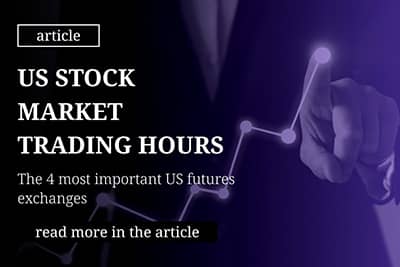 article
US STOCK
MARKET
TRADING HOURS
The 4 most important US futures
exchanges
read more in the article